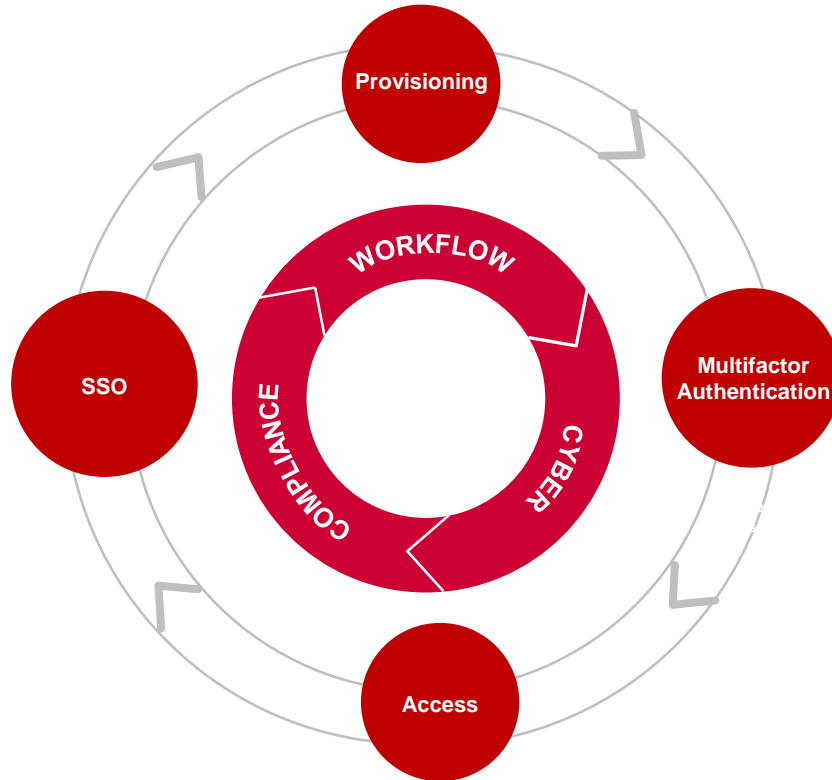 Provisioning
WORKFLOW
Multifactor
Authentication
SSO
COMPLIANCE
CYBER
Access